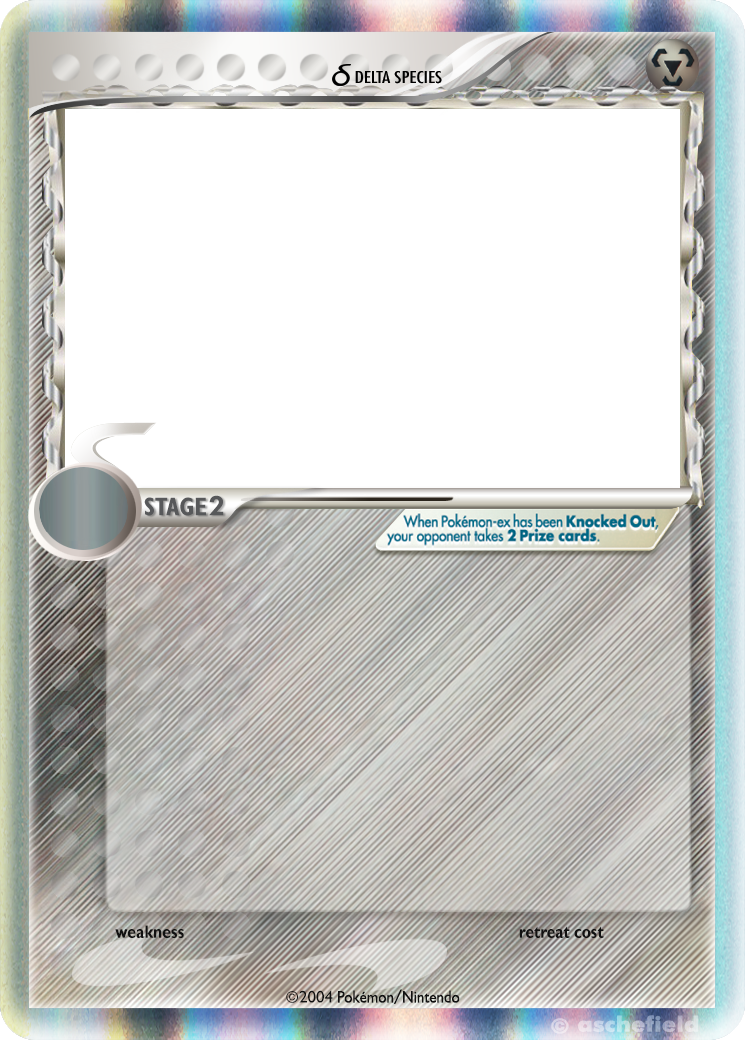 δ DELTA SPECIES
STAGE2
When Pokémon-ex has been Knocked Out,
your opponent takes 2 Prize cards.
weakness
retreat cost
©2004 Pokémon/Nintendo
© aschefield